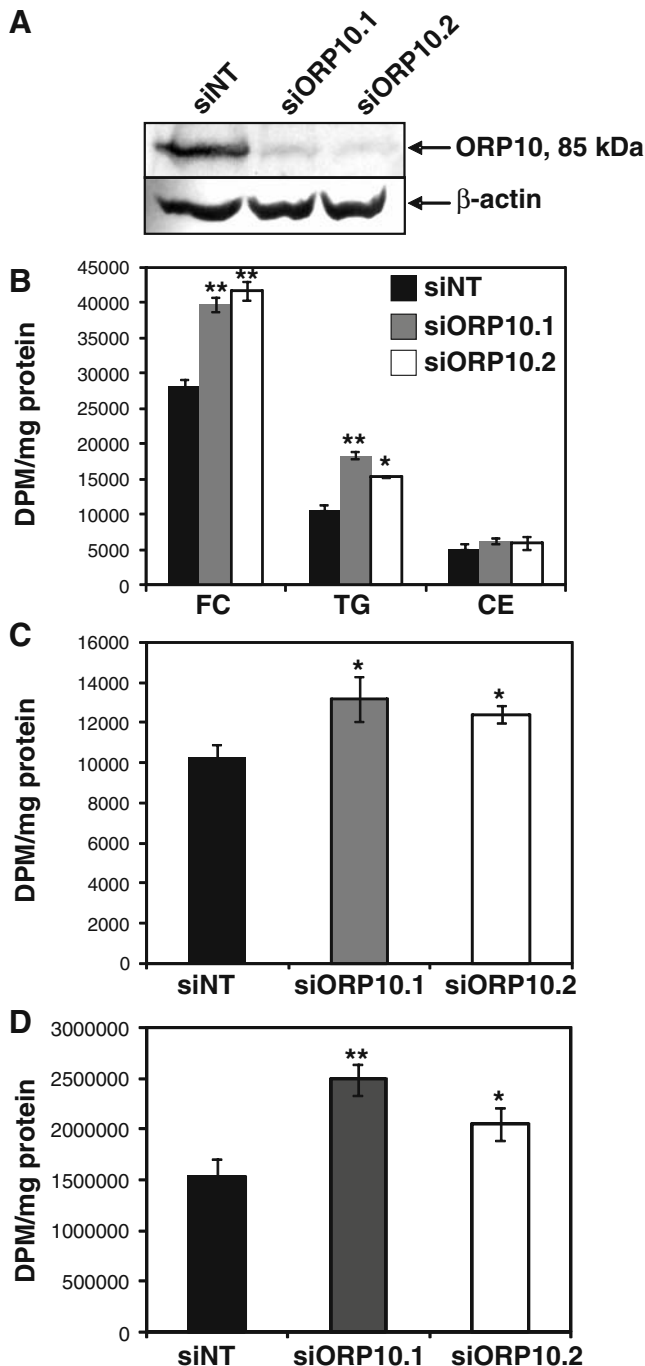 A
siNT
siORP10.1
siORP10.2
ORP10, 85 kDa
β-actin
B
DPM/mg protein
45000
40000
35000
30000
25000
20000
15000
10000
5000
0
** **
** *
siNT
siORP10.1
siORP10.2
FC TG CE
C
DPM/mg protein
16000
14000
12000
10000
8000
6000
4000
2000
0
* *
siNT siORP10.1 siORP10.2
D
DPM/mg protein
3000000
2500000
2000000
1500000
1000000
500000
0
** *
siNT siORP10.1 siORP10.2